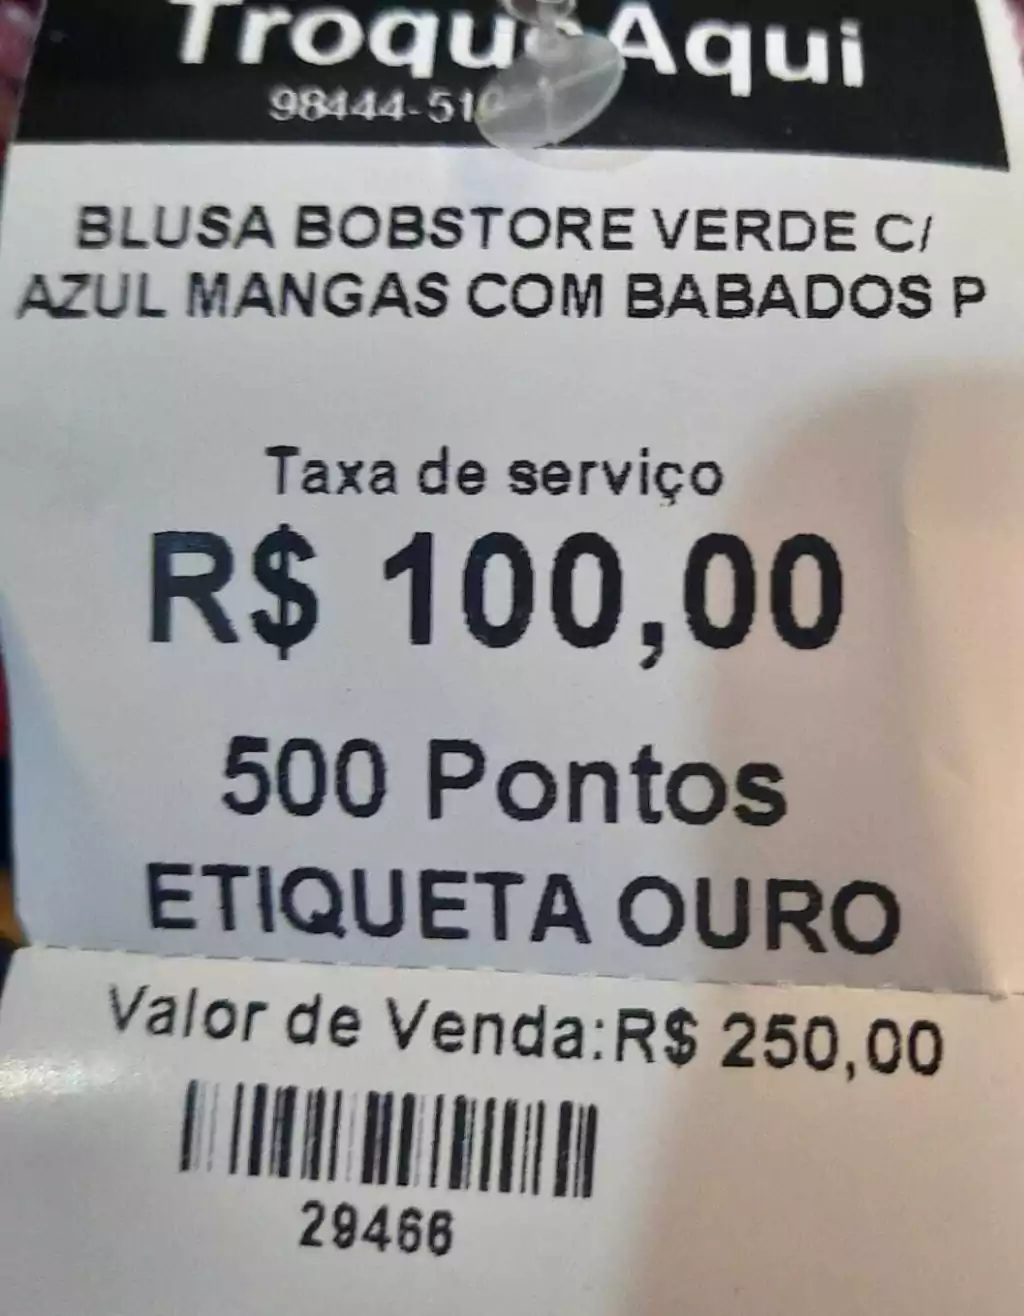 Troque Aqui
98444-51
BLUSA BOBSTORE VERDE C/
AZUL MANGAS COM BABADOS P
Taxa de serviço
R$ 100,00
500 Pontos
ETIQUETA OURO
Valor de Venda:R$ 250,00
29466